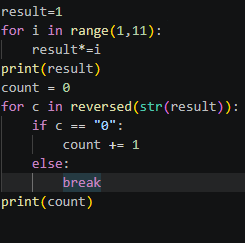 result=1
for i in range(1,11):
    result*=i
print(result)
count = 0
for c in reversed(str(result)):
    if c == "0":
        count += 1
    else:
        break
print(count)